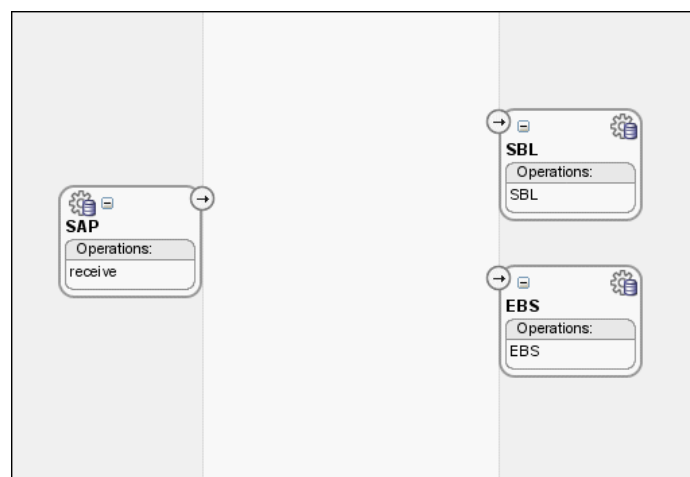 SAP
Operations:
receive
SBL
Operations:
SBL
EBS
Operations:
EBS